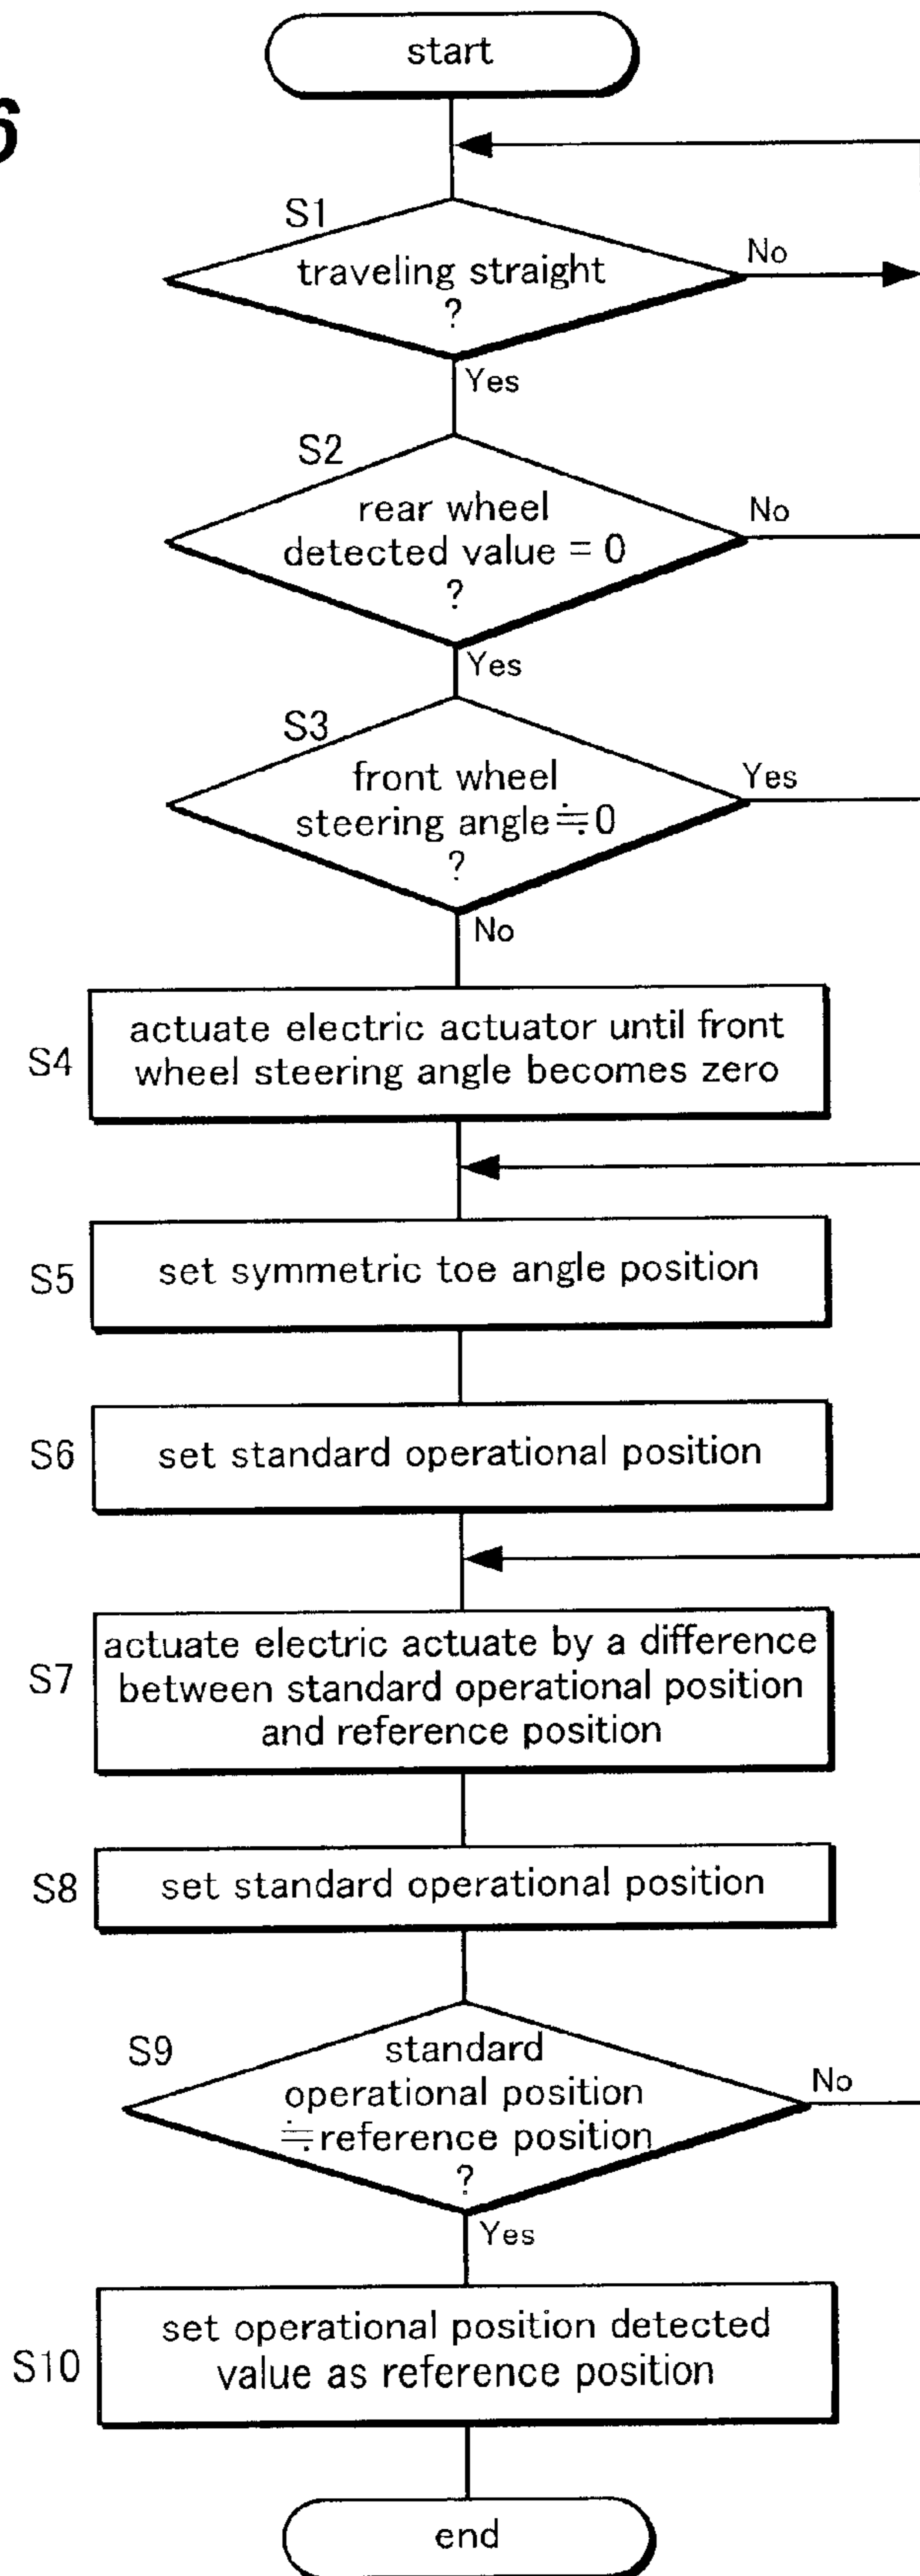 6
start
S1
traveling straight
?
No
Yes
S2
rear wheel
detected value = 0
?
No
Yes
S3
front wheel
steering angle≒0
?
Yes
No
S4
actuate electric actuator until front
wheel steering angle becomes zero
S5
set symmetric toe angle position
S6
set standard operational position
S7
actuate electric actuate by a difference
between standard operational position
and reference position
S8
set standard operational position
S9
standard
operational position
≒reference position
?
No
Yes
S10
set operational position detected
value as reference position
end